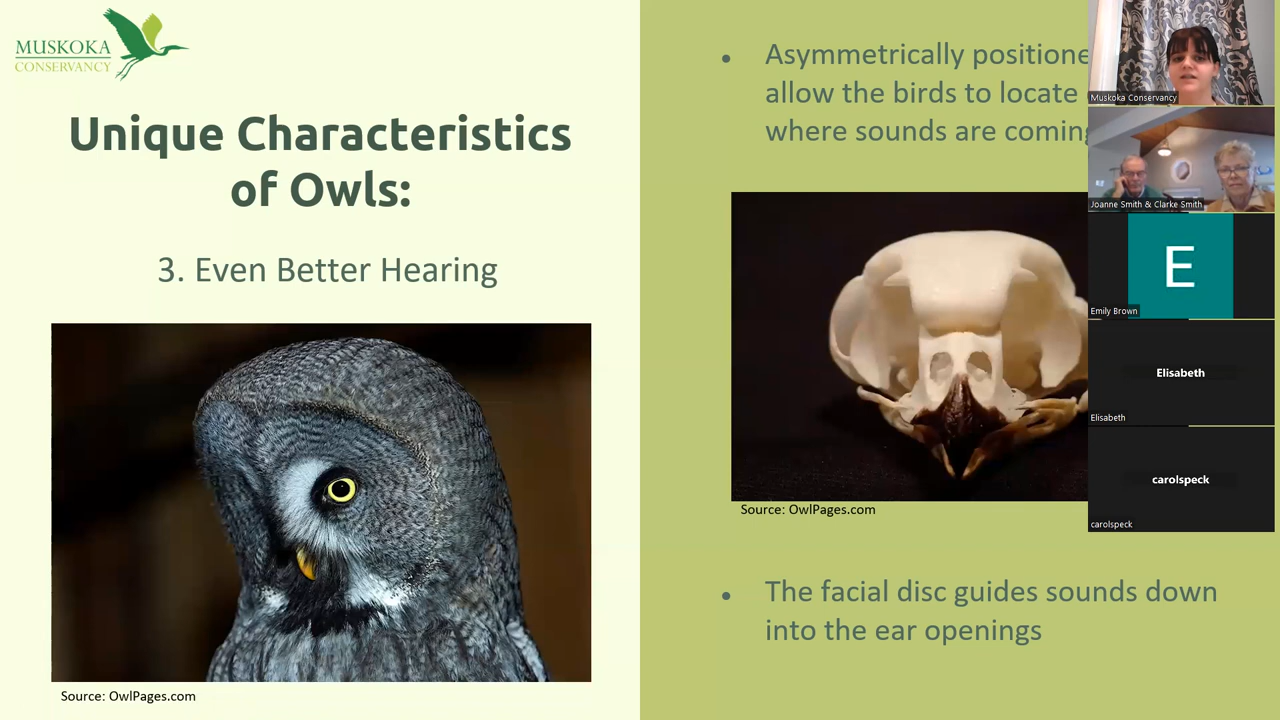 MUSKOKA
CONSERVANCY
Unique Characteristics
of Owls:
3. Even Better Hearing
Source: OwlPages.com
• Asymmetrically
allow the birds to locate
where sounds are
Source: OwlPages.com
• The facial disc guides sounds down
into the ear openings
Muskoka Conservancy
Joanne Smith & Clarke Smith
E
Emily Brown
Elisabeth
Elisabeth
carolspeck
carolspeck